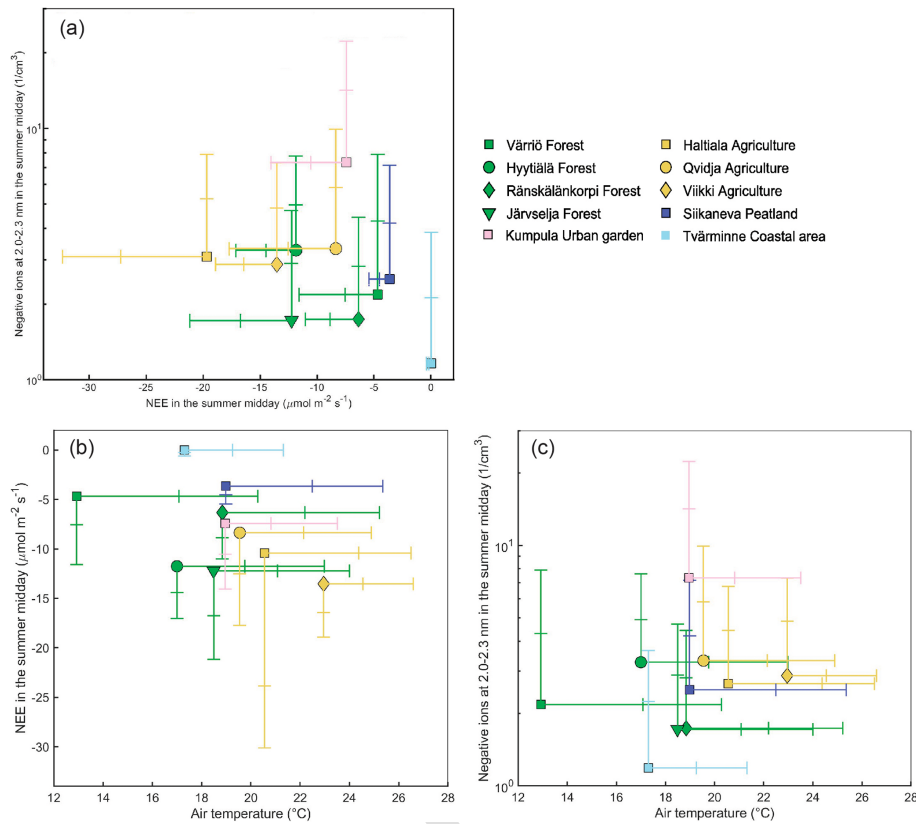 (a)
Negative ions at 2.0-2.3 nm in the summer midday (1/cm³)
10¹
10⁰
-30 -25 -20 -15 -10 -5 0
NEE in the summer midday (μmol m⁻² s⁻¹)
Värriö Forest
Hyytiälä Forest
Ränskälänkorpi Forest
Järvselja Forest
Kumpula Urban garden
Haltiala Agriculture
Qvidja Agriculture
Viikki Agriculture
Siikaneva Peatland
Tvärminne Coastal area
(b)
NEE in the summer midday (μmol m⁻² s⁻¹)
0
-5
-10
-15
-20
-25
-30
12 14 16 18 20 22 24 26 28
Air temperature (°C)
(c)
Negative ions at 2.0-2.3 nm in the summer midday (1/cm³)
10¹
10⁰
12 14 16 18 20 22 24 26 28
Air temperature (°C)